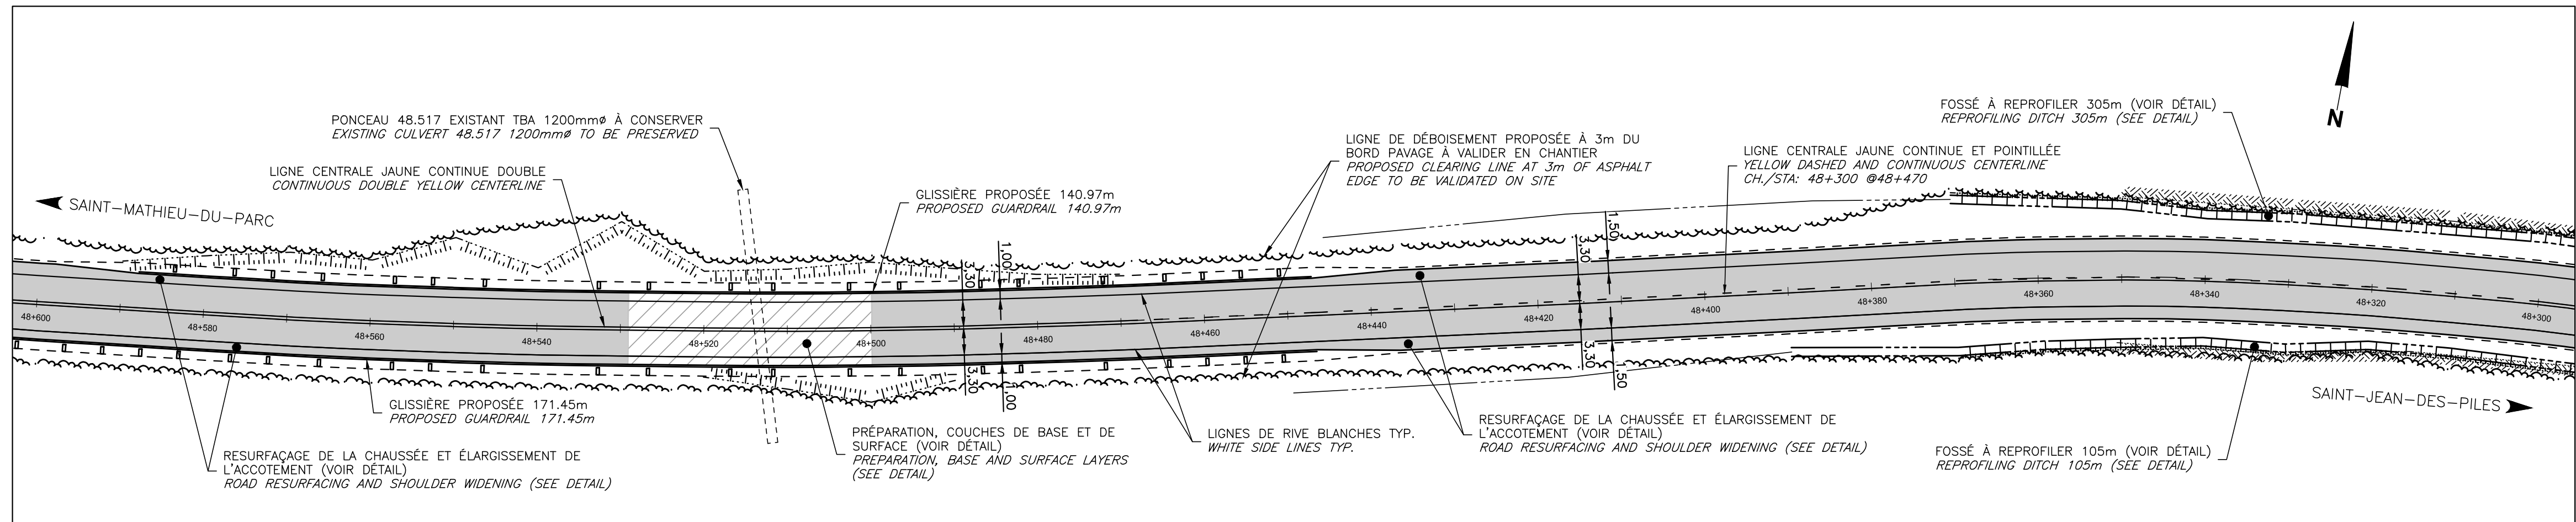 PONCEAU 48.517 EXISTANT TBA 1200mmø À CONSERVER
EXISTING CULVERT 48.517 1200mmø TO BE PRESERVED
LIGNE CENTRALE JAUNE CONTINUE DOUBLE
CONTINUOUS DOUBLE YELLOW CENTERLINE
SAINT-MATHIEU-DU-PARC
GLISSIÈRE PROPOSÉE 140.97m
PROPOSED GUARDRAIL 140.97m
LIGNE DE DÉBOISEMENT PROPOSÉE À 3m DU
BORD PAVAGE À VALIDER EN CHANTIER
PROPOSED CLEARING LINE AT 3m OF ASPHALT
EDGE TO BE VALIDATED ON SITE
LIGNE CENTRALE JAUNE CONTINUE ET POINTILLÉE
YELLOW DASHED AND CONTINUOUS CENTERLINE
CH./STA: 48+300 @48+470
FOSSÉ À REPROFILER 305m (VOIR DÉTAIL)
REPROFILING DITCH 305m (SEE DETAIL)
N
1,00
3,30
3,30
1,00
1,50
3,30
3,30
1,50
48+600
48+580
48+560
48+540
48+520
48+500
48+480
48+460
48+440
48+420
48+400
48+380
48+360
48+340
48+320
48+300
GLISSIÈRE PROPOSÉE 171.45m
PROPOSED GUARDRAIL 171.45m
RESURFAÇAGE DE LA CHAUSSÉE ET ÉLARGISSEMENT DE
L'ACCOTEMENT (VOIR DÉTAIL)
ROAD RESURFACING AND SHOULDER WIDENING (SEE DETAIL)
PRÉPARATION, COUCHES DE BASE ET DE
SURFACE (VOIR DÉTAIL)
PREPARATION, BASE AND SURFACE LAYERS
(SEE DETAIL)
LIGNES DE RIVE BLANCHES TYP.
WHITE SIDE LINES TYP.
RESURFAÇAGE DE LA CHAUSSÉE ET ÉLARGISSEMENT DE
L'ACCOTEMENT (VOIR DÉTAIL)
ROAD RESURFACING AND SHOULDER WIDENING (SEE DETAIL)
SAINT-JEAN-DES-PILES
FOSSÉ À REPROFILER 105m (VOIR DÉTAIL)
REPROFILING DITCH 105m (SEE DETAIL)